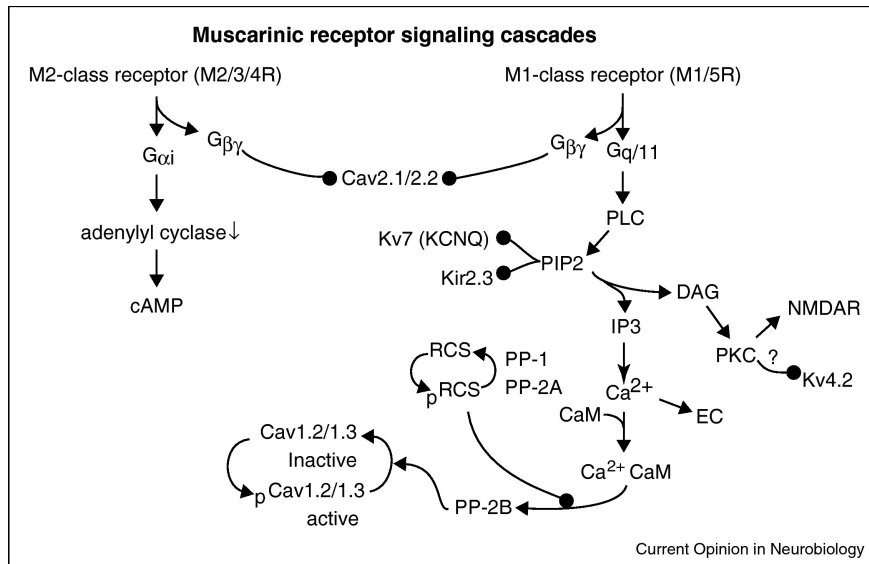 Muscarinic receptor signaling cascades
M2-class receptor (M2/3/4R)
M1-class receptor (M1/5R)
Gαi
Gβγ
Gβγ
Gq/11
Cav2.1/2.2
adenylyl cyclase↓
cAMP
PLC
Kv7 (KCNQ)
Kir2.3
PIP2
DAG
IP3
NMDAR
PKC ?
Kv4.2
RCS
PP-1
pRCS
PP-2A
Ca2+
CaM
EC
Cav1.2/1.3
Inactive
pCav1.2/1.3
active
Ca2+ CaM
PP-2B
Current Opinion in Neurobiology